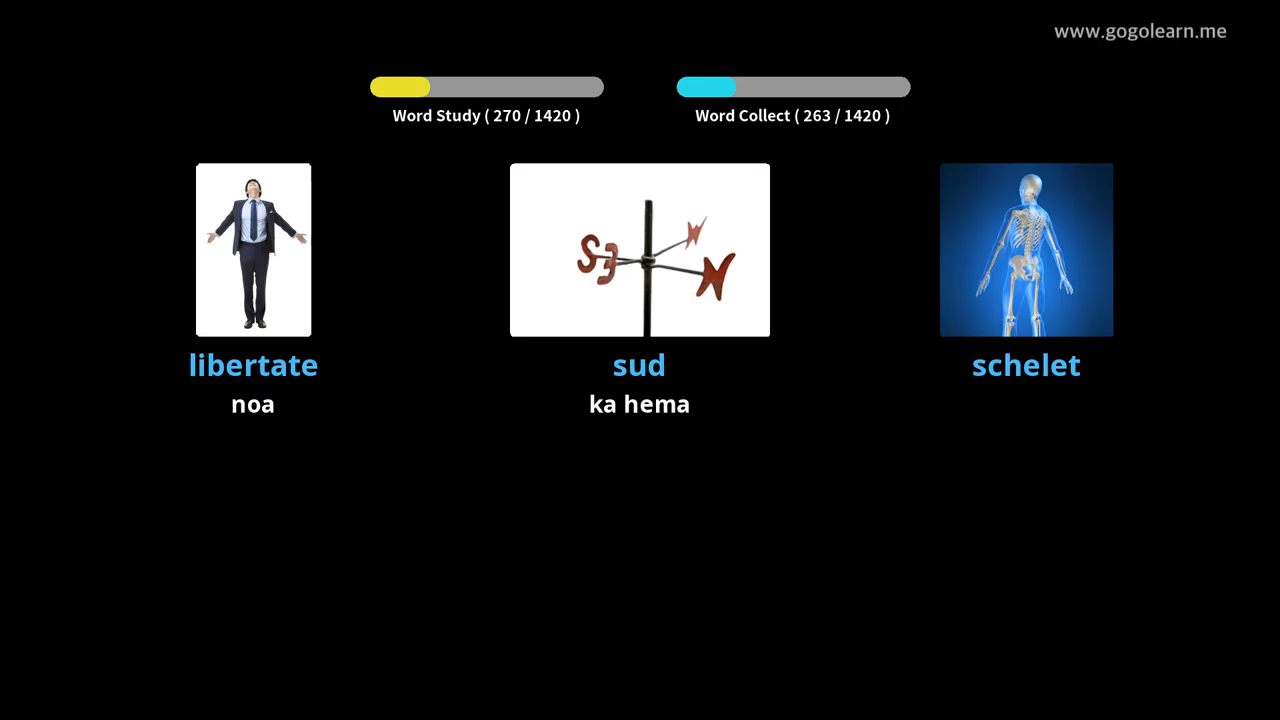 www.gogolearn.me
Word Study ( 270 / 1420 )
Word Collect ( 263 / 1420 )
S E N W
libertate
sud
schelet
noa
ka hema